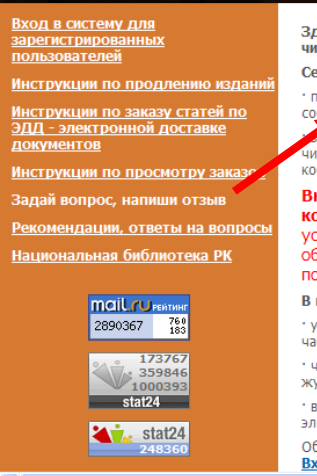 Вход в систему для
зарегистрированных
пользователей
Инструкции по продлению изданий
Инструкции по заказу статей по
ЭДД - электронной доставке
документов
Инструкции по просмотру заказов
Задай вопрос, напиши отзыв
Рекомендации, ответы на вопросы
Национальная библиотека РК
mail.ru РЕЙТИНГ
2890367 760
183
173767
359846
1000393
stat24
stat24
248360